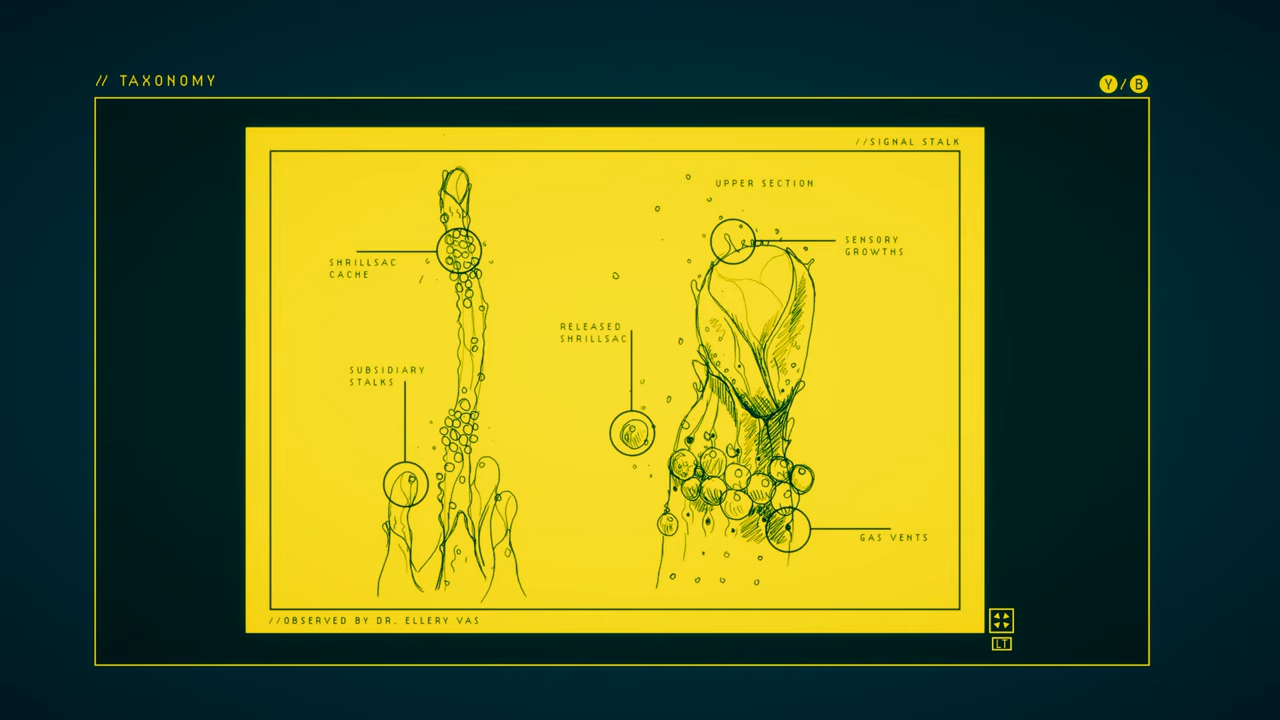 // TAXONOMY
Y / B
//SIGNAL STALK
UPPER SECTION
SENSORY
GROWTHS
SHRILLSAC
CACHE
RELEASED
SHRILLSAC
SUBSIDIARY
STALKS
GAS VENTS
//OBSERVED BY DR. ELLERY VAS
LT